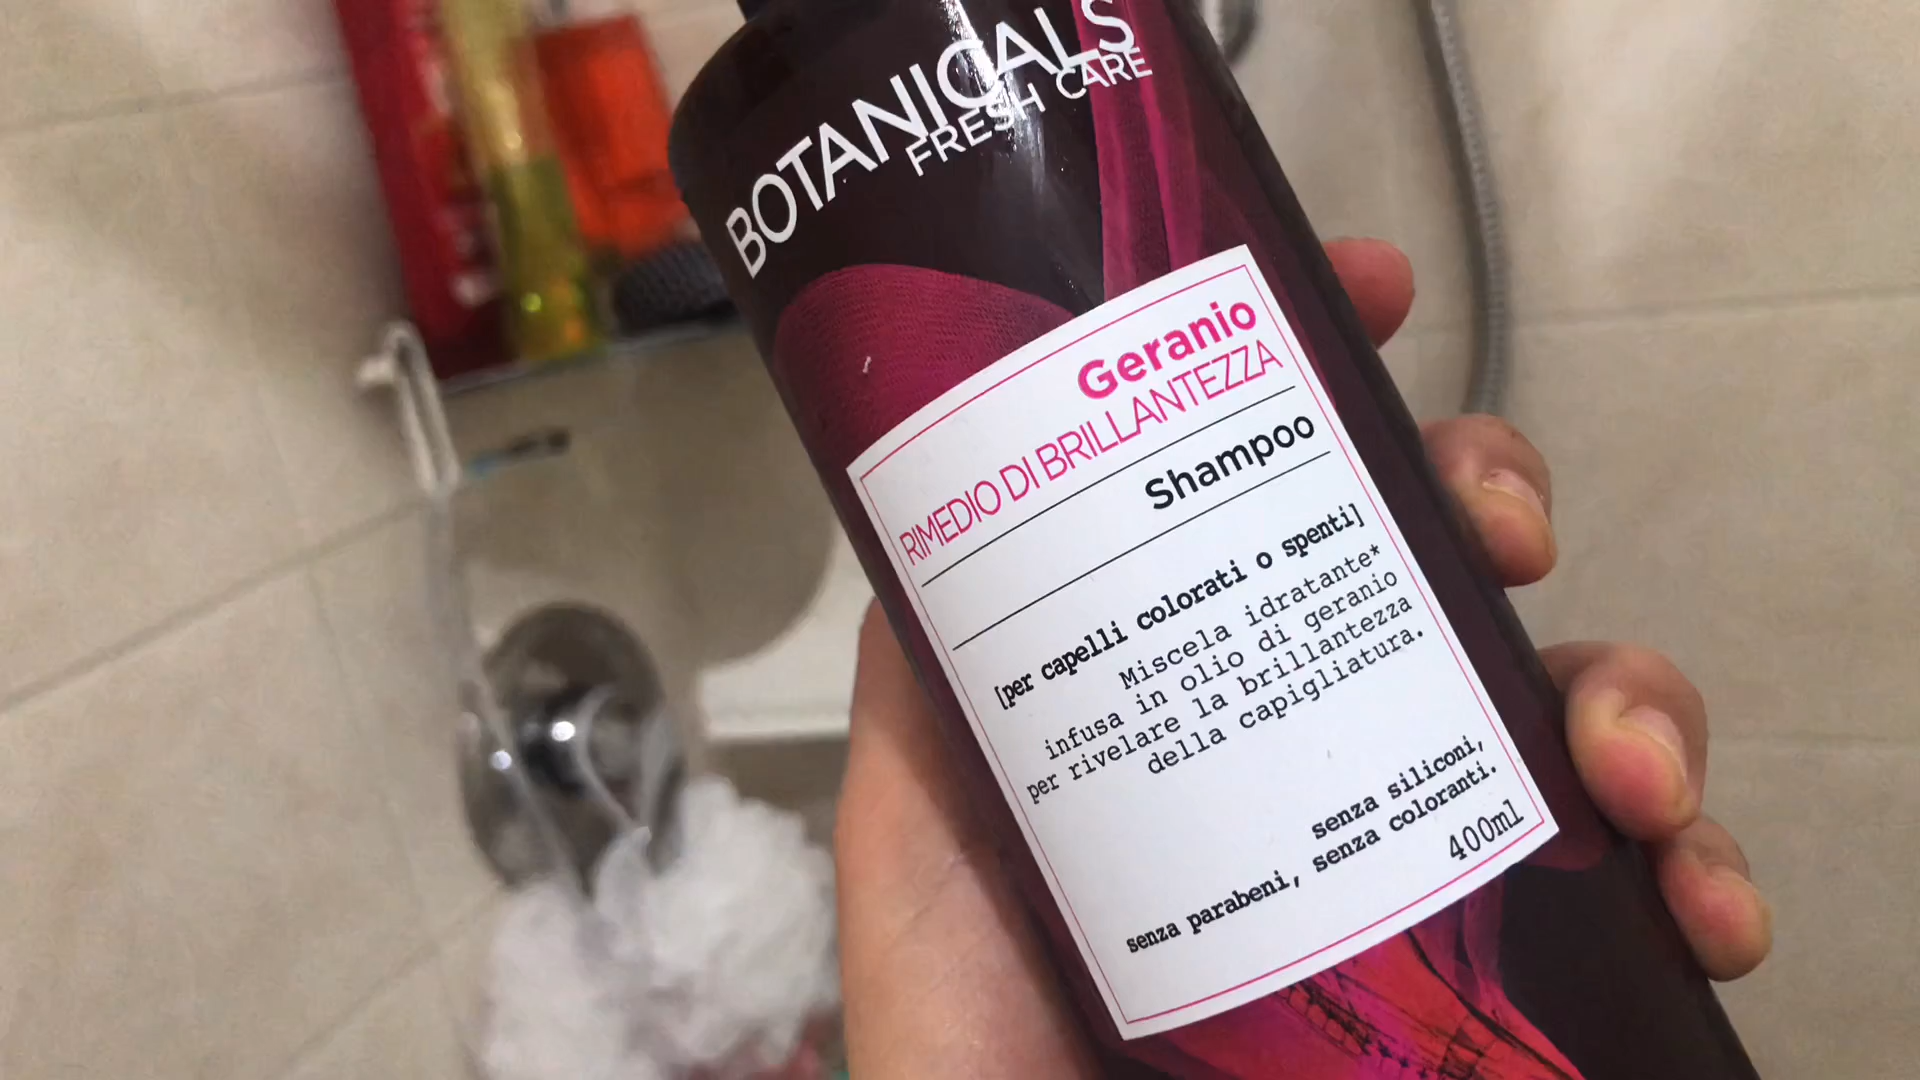 BOTANICALS
FRESH CARE
Geranio
RIMEDIO DI BRILLANTEZZA
Shampoo
[per capelli colorati o spenti]
Miscela idratante*
infusa in olio di geranio
per rivelare la brillantezza
della capigliatura.
senza siliconi,
senza parabeni, senza coloranti.
400ml